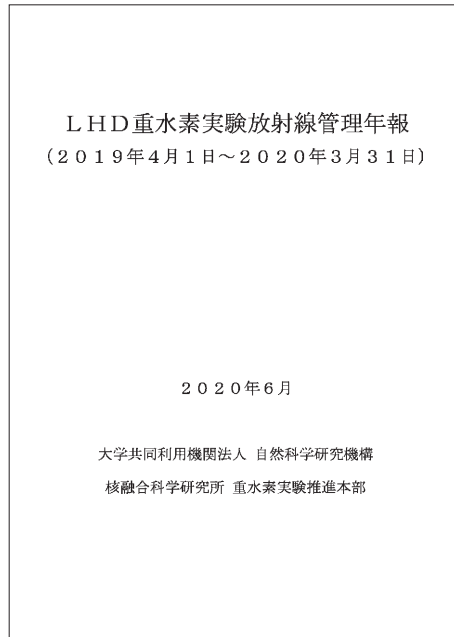 ＬＨＤ重水素実験放射線管理年報
（２０１９年４月１日～２０２０年３月３１日）
２０２０年６月
大学共同利用機関法人 自然科学研究機構
核融合科学研究所 重水素実験推進本部